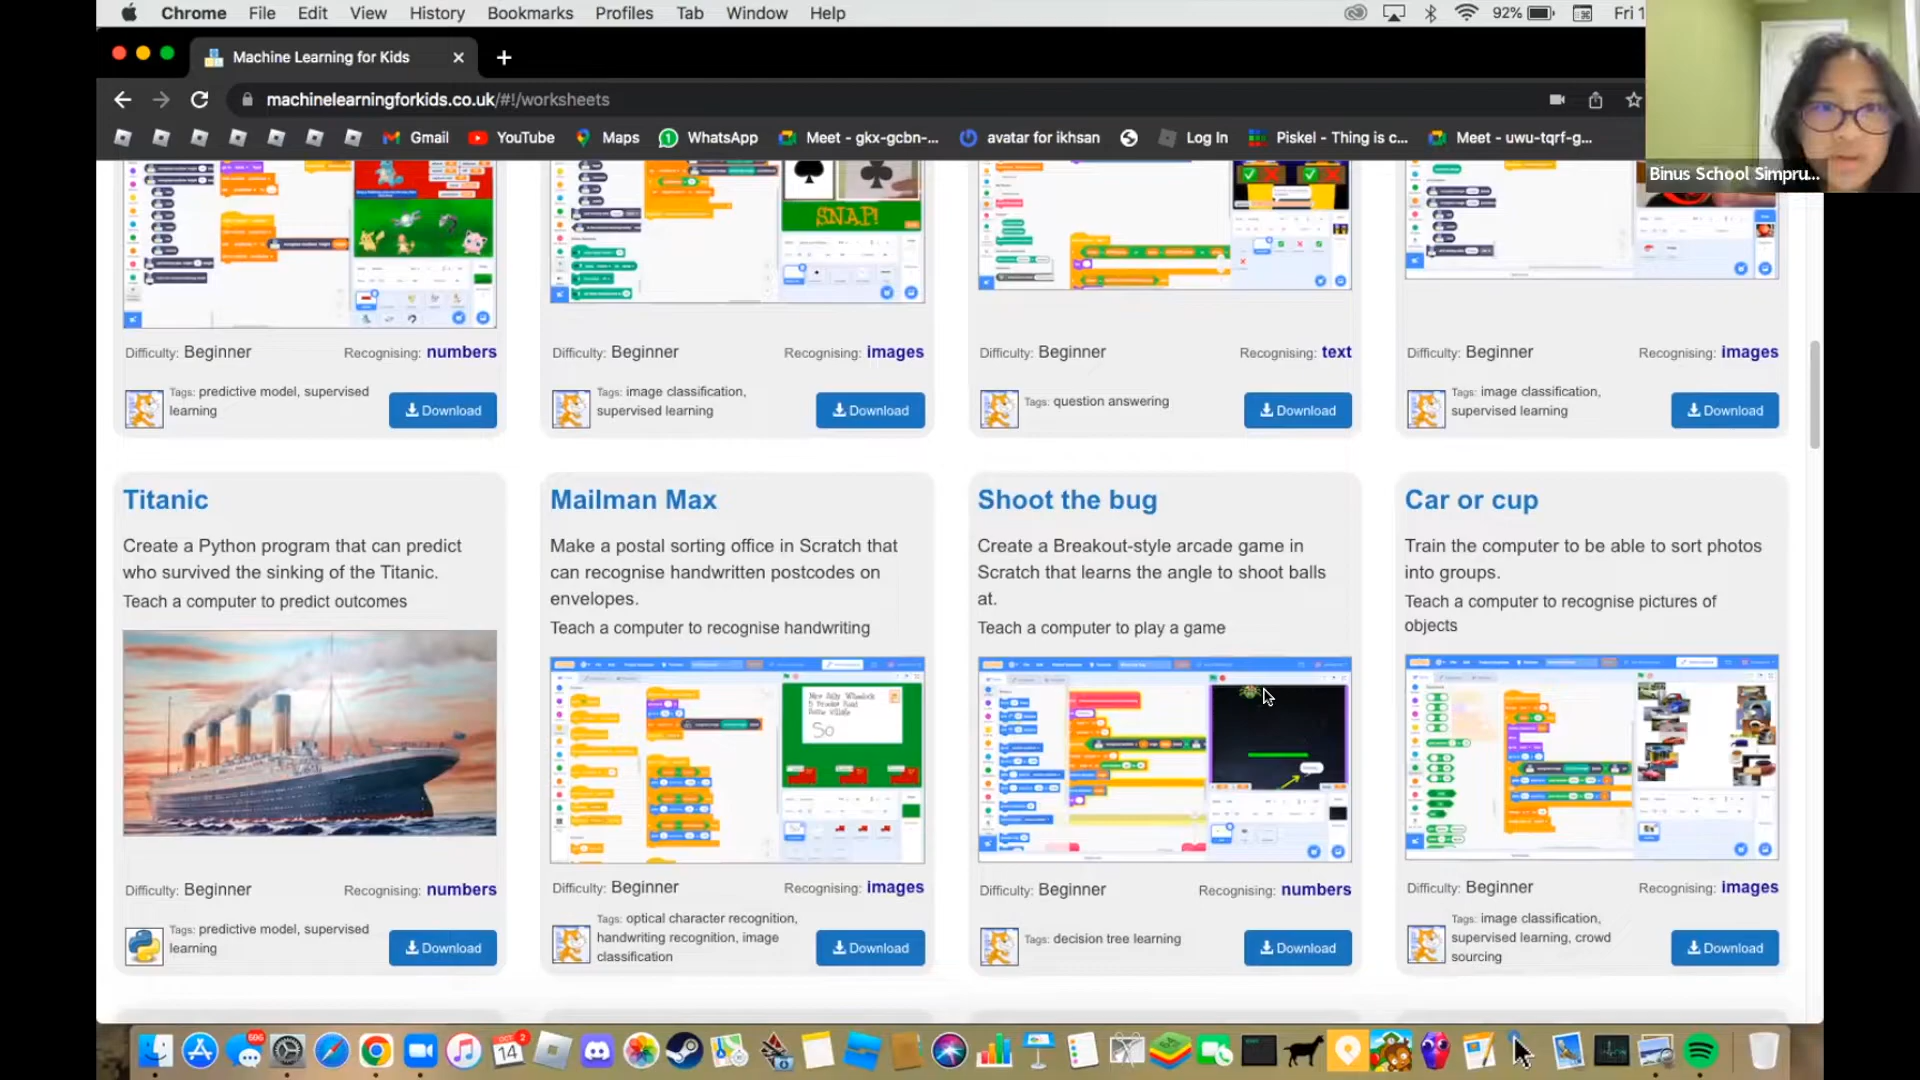 Chrome File Edit View History Bookmarks Profiles Tab Window Help 92% Fri 1
Machine Learning for Kids
machinelearningforkids.co.uk/#!/worksheets
Gmail YouTube Maps WhatsApp Meet - gkx-gcbn-... avatar for ikhsan Log In Piskel - Thing is c... Meet - uwu-tqrf-g...
Binus School Simpru...
SNAP!
Difficulty: Beginner Recognising: numbers
Tags: predictive model, supervised
learning
Download
Difficulty: Beginner Recognising: images
Tags: image classification,
supervised learning
Download
Difficulty: Beginner Recognising: text
Tags: question answering
Download
Difficulty: Beginner Recognising: images
Tags: image classification,
supervised learning
Download
Titanic
Create a Python program that can predict
who survived the sinking of the Titanic.
Teach a computer to predict outcomes
Difficulty: Beginner Recognising: numbers
Tags: predictive model, supervised
learning
Download
Mailman Max
Make a postal sorting office in Scratch that
can recognise handwritten postcodes on
envelopes.
Teach a computer to recognise handwriting
So
Difficulty: Beginner Recognising: images
Tags: optical character recognition,
handwriting recognition, image
classification
Download
Shoot the bug
Create a Breakout-style arcade game in
Scratch that learns the angle to shoot balls
at.
Teach a computer to play a game
Difficulty: Beginner Recognising: numbers
Tags: decision tree learning
Download
Car or cup
Train the computer to be able to sort photos
into groups.
Teach a computer to recognise pictures of
objects
Difficulty: Beginner Recognising: images
Tags: image classification,
supervised learning, crowd
sourcing
Download
OCT
14
2